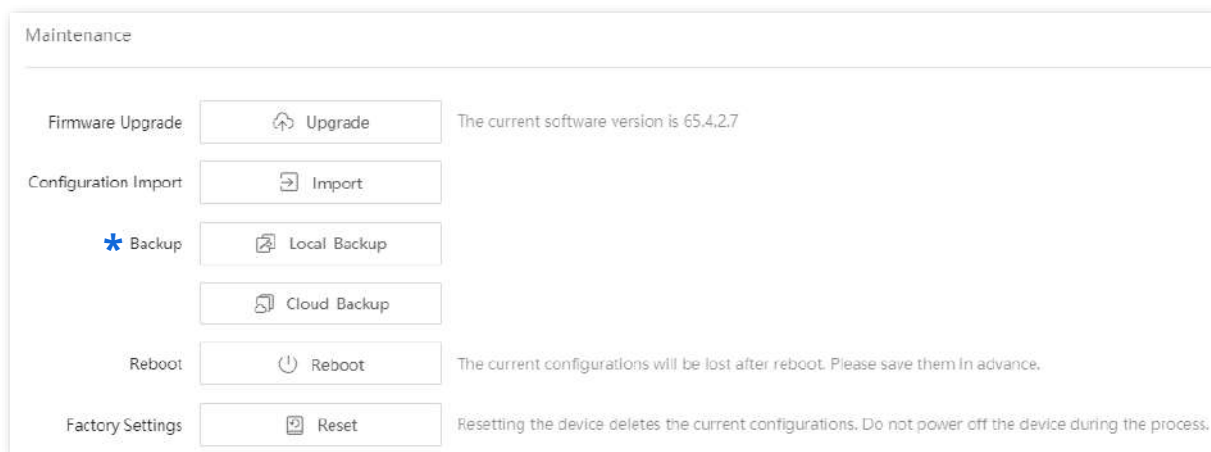 Maintenance
Firmware Upgrade Upgrade The current software version is 65.4.2.7
Configuration Import Import
* Backup Local Backup
Cloud Backup
Reboot Reboot The current configurations will be lost after reboot. Please save them in advance.
Factory Settings Reset Resetting the device deletes the current configurations. Do not power off the device during the process.